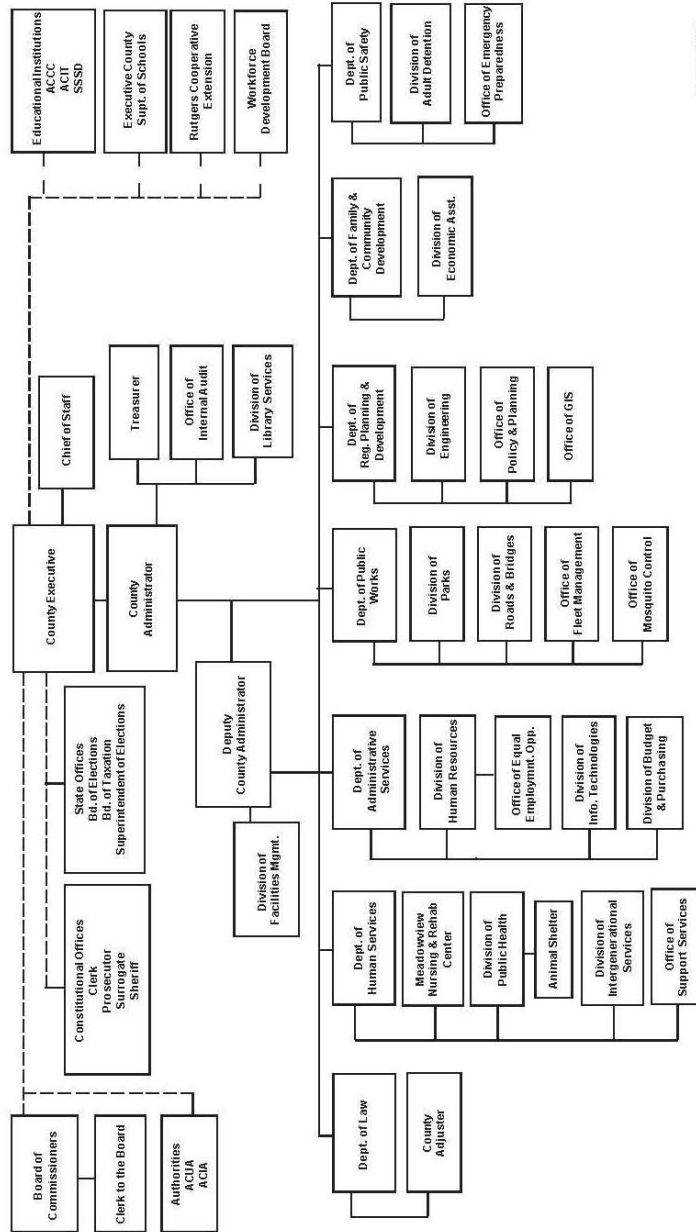 County Executive
Chief of Staff
Board of
Commissioners
Clerk to the Board
Authorities
ACUA
ACIA
Constitutional Offices
Clerk
Prosecutor
Surrogate
Sheriff
State Offices
Bd. of Elections
Bd. of Taxation
Superintendent of Elections
Educational Institutions
ACCC
ACIT
SSSD
Executive County
Supt. of Schools
Rutgers Cooperative
Extension
Workforce
Development Board
County
Administrator
Treasurer
Office of
Internal Audit
Division of
Library Services
Deputy
County Administrator
Division of
Facilities Mgmt.
Dept. of Law
County
Adjuster
Dept. of
Human Services
Meadowview
Nursing & Rehab
Center
Division of
Public Health
Animal Shelter
Division of
Intergenerational
Services
Office of
Support Services
Dept. of
Administrative
Services
Division of
Human Resources
Office of Equal
Employmnt. Opp.
Division of
Info. Technologies
Division of Budget
& Purchasing
Dept. of Public
Works
Division of
Parks
Division of
Roads & Bridges
Office of
Fleet Management
Office of
Mosquito Control
Dept. of
Reg. Planning &
Development
Division of
Engineering
Office of
Policy & Planning
Office of GIS
Dept. of Family &
Community
Development
Division of
Economic Asst.
Dept. of
Public Safety
Division of
Adult Detention
Office of Emergency
Preparedness